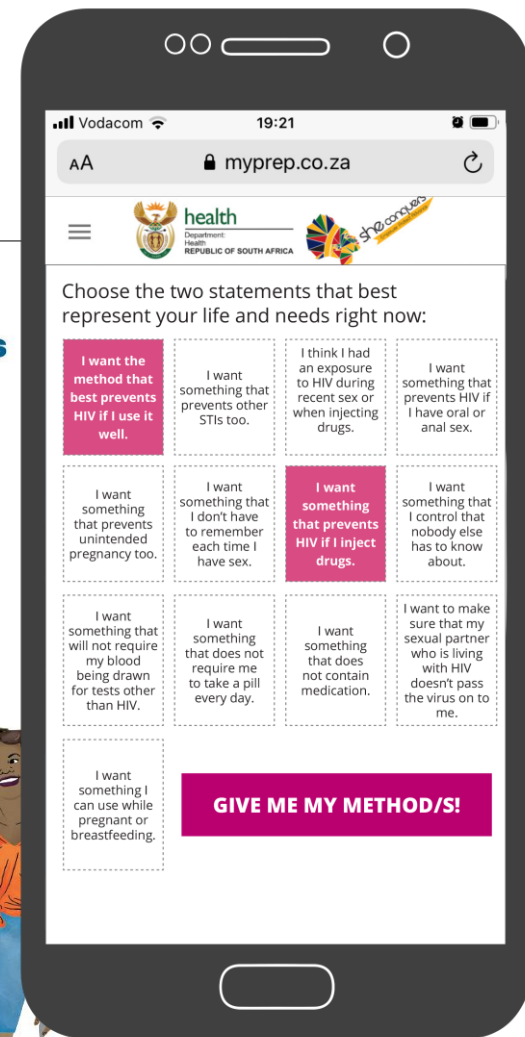 Vodacom
19:21
AA
myprep.co.za
health
Department:
Health
REPUBLIC OF SOUTH AFRICA
she conquers
s
Choose the two statements that best
represent your life and needs right now:
I want the
method that
best prevents
HIV if I use it
well.
I want
something that
prevents other
STIs too.
I think I had
an exposure
to HIV during
recent sex or
when injecting
drugs.
I want
something that
prevents HIV if
I have oral or
anal sex.
I want
something
that prevents
unintended
pregnancy too.
I want
something that
I don't have
to remember
each time I
have sex.
I want
something
that prevents
HIV if I inject
drugs.
I want
something that
I control that
nobody else
has to know
about.
I want
something that
will not require
my blood
being drawn
for tests other
than HIV.
I want
something
that does not
require me
to take a pill
every day.
I want
something
that does
not contain
medication.
I want to make
sure that my
sexual partner
who is living
with HIV
doesn't pass
the virus on to
me.
I want
something I
can use while
pregnant or
breastfeeding.
GIVE ME MY METHOD/S!